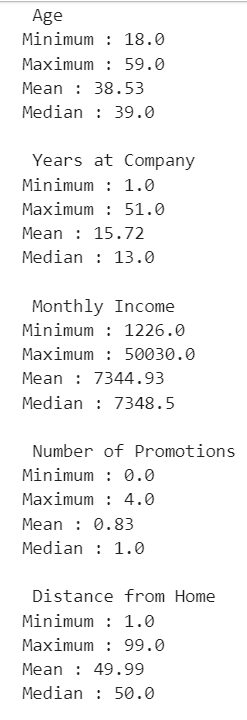 Age
Minimum : 18.0
Maximum : 59.0
Mean : 38.53
Median : 39.0
Years at Company
Minimum : 1.0
Maximum : 51.0
Mean : 15.72
Median : 13.0
Monthly Income
Minimum : 1226.0
Maximum : 50030.0
Mean : 7344.93
Median : 7348.5
Number of Promotions
Minimum : 0.0
Maximum : 4.0
Mean : 0.83
Median : 1.0
Distance from Home
Minimum : 1.0
Maximum : 99.0
Mean : 49.99
Median : 50.0